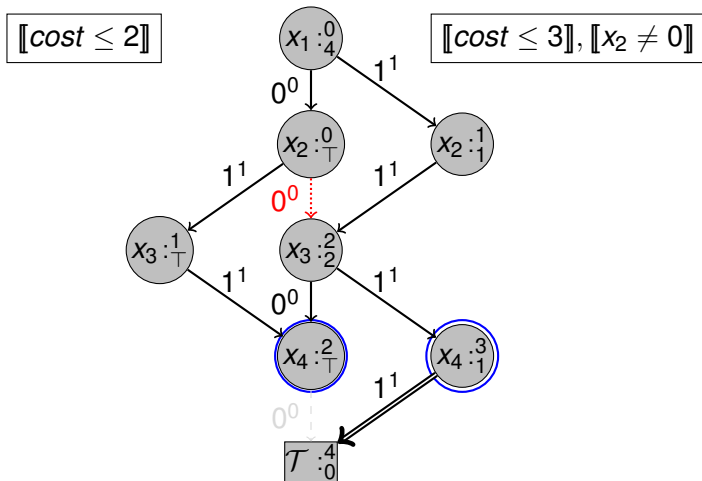 ⟦cost ≤ 2⟧
x₁:⁰₄
⟦cost ≤ 3⟧, ⟦x₂ ≠ 0⟧
0⁰
1¹
x₂:⁰⊤
x₂:¹₁
1¹
0⁰
1¹
x₃:¹⊤
x₃:²₂
1¹
0⁰
1¹
x₄:²⊤
x₄:³₁
0⁰
1¹
𝒯:⁴₀